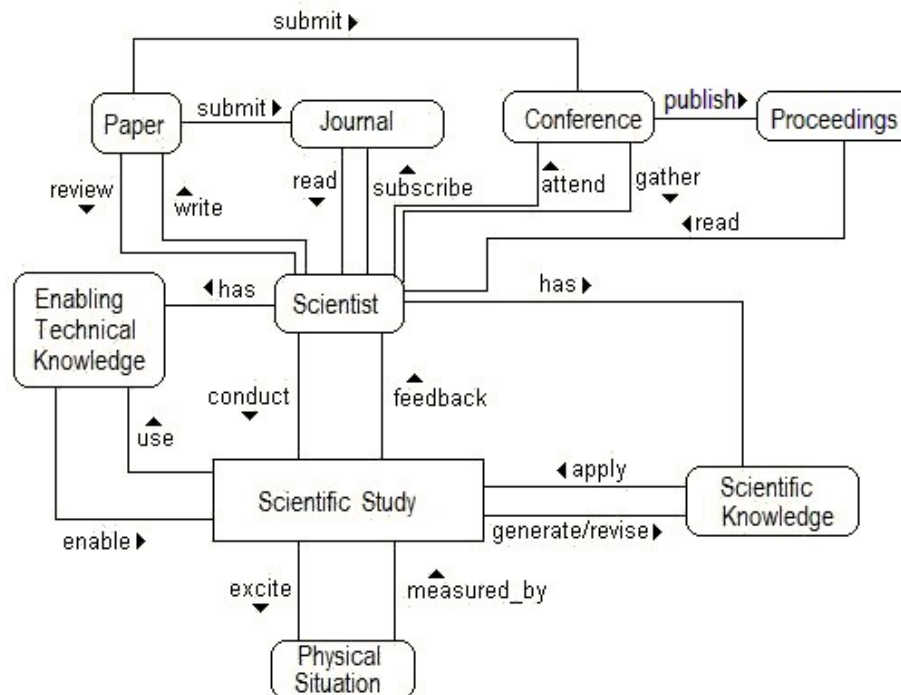 submit
Paper
submit
Journal
Conference
publish
Proceedings
review
write
read
subscribe
attend
gather
read
Enabling
Technical
Knowledge
has
Scientist
has
conduct
feedback
use
Scientific Study
apply
Scientific
Knowledge
enable
generate/revise
excite
measured_by
Physical
Situation